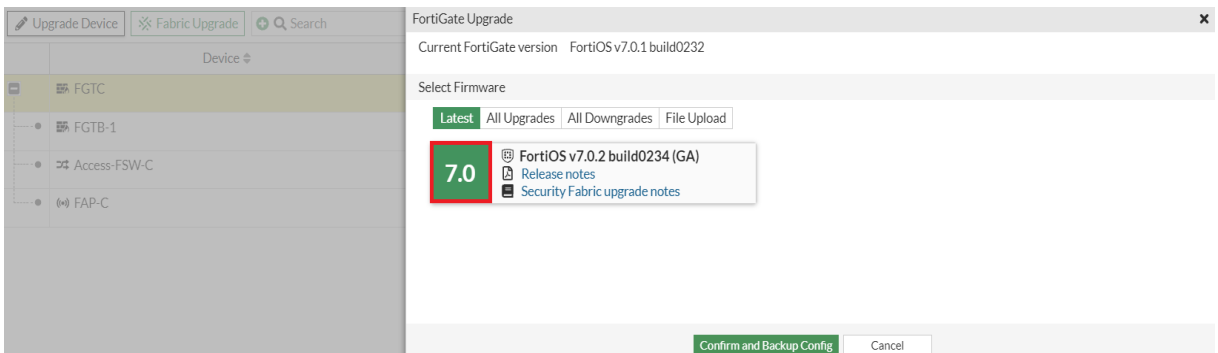 Upgrade Device Fabric Upgrade Search
Device
FGTC
FGTB-1
Access-FSW-C
FAP-C
FortiGate Upgrade
Current FortiGate version FortiOS v7.0.1 build0232
Select Firmware
Latest All Upgrades All Downgrades File Upload
7.0
FortiOS v7.0.2 build0234 (GA)
Release notes
Security Fabric upgrade notes
Confirm and Backup Config Cancel